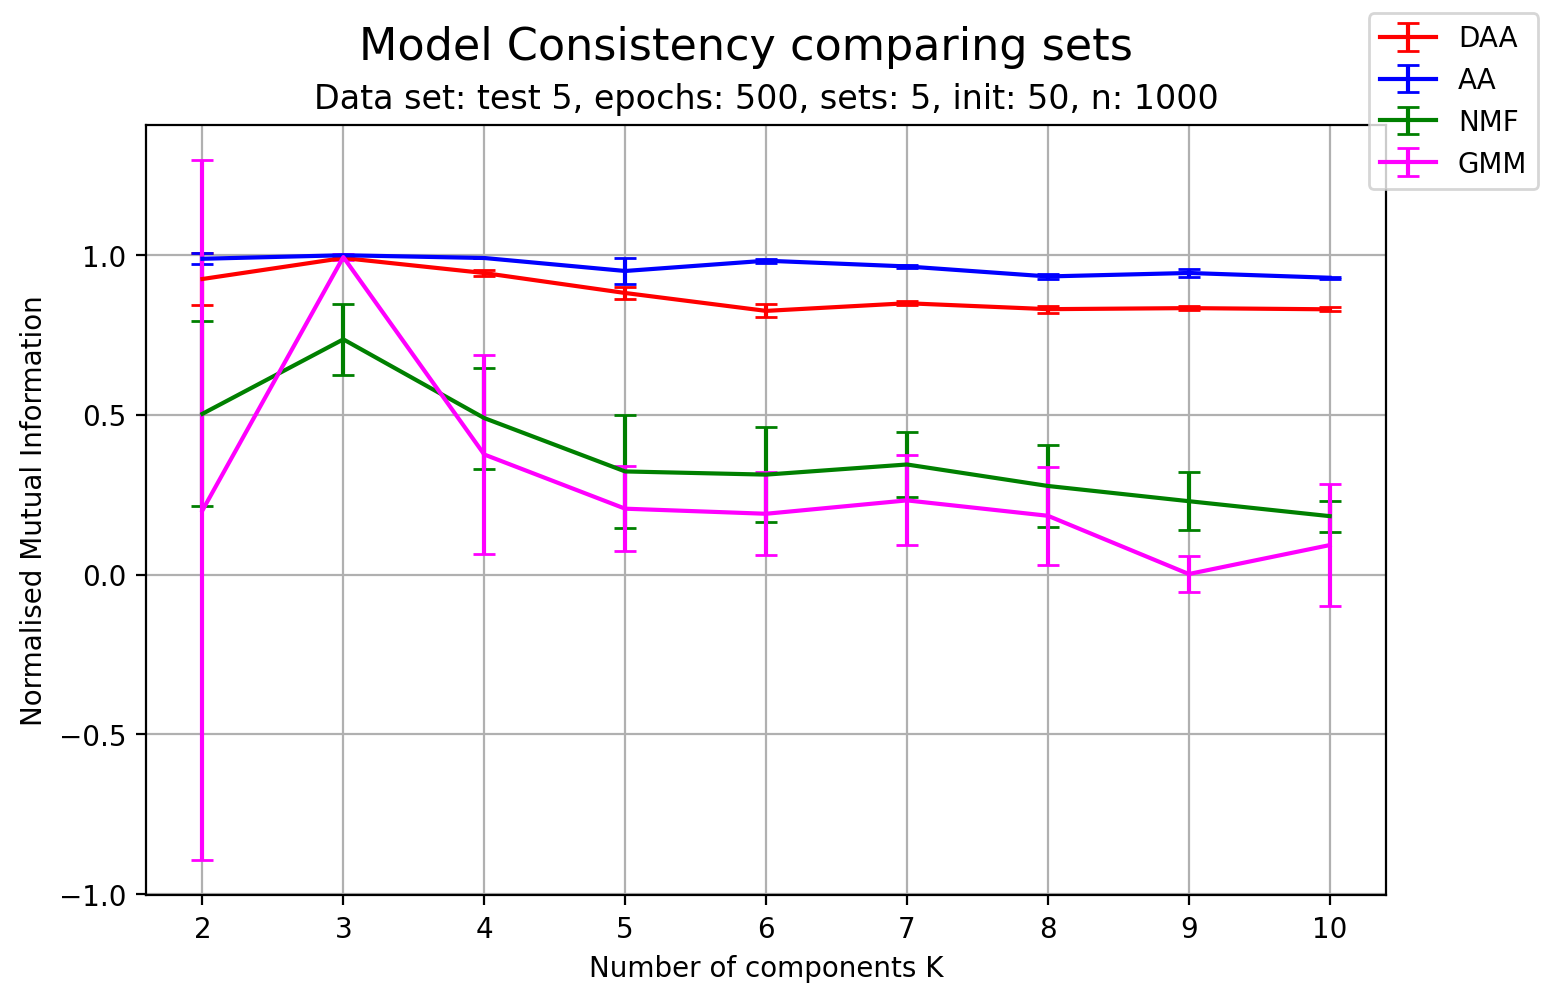 Model Consistency comparing sets
Data set: test 5, epochs: 500, sets: 5, init: 50, n: 1000
DAA
AA
NMF
GMM
Normalised Mutual Information
1.0
0.5
0.0
−0.5
−1.0
2 3 4 5 6 7 8 9 10
Number of components K